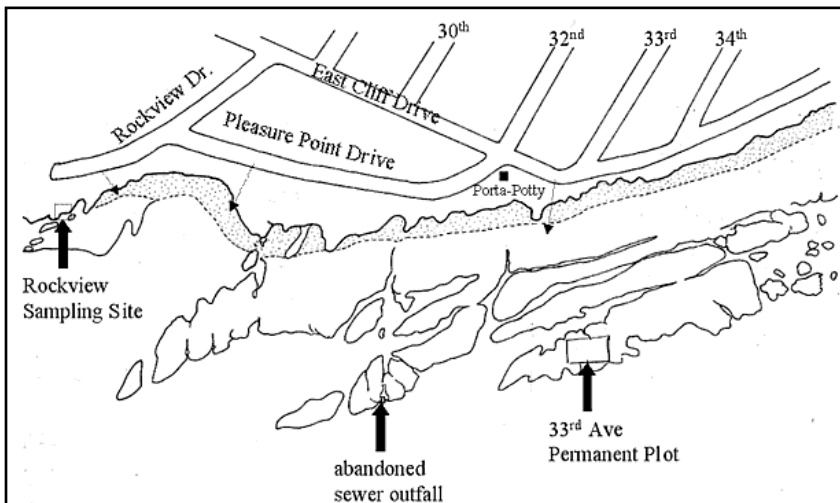 30th
32nd
33rd
34th
Rockview Dr.
East Cliff Drive
Pleasure Point Drive
Porta-Potty
Rockview
Sampling Site
33rd Ave
Permanent Plot
abandoned
sewer outfall